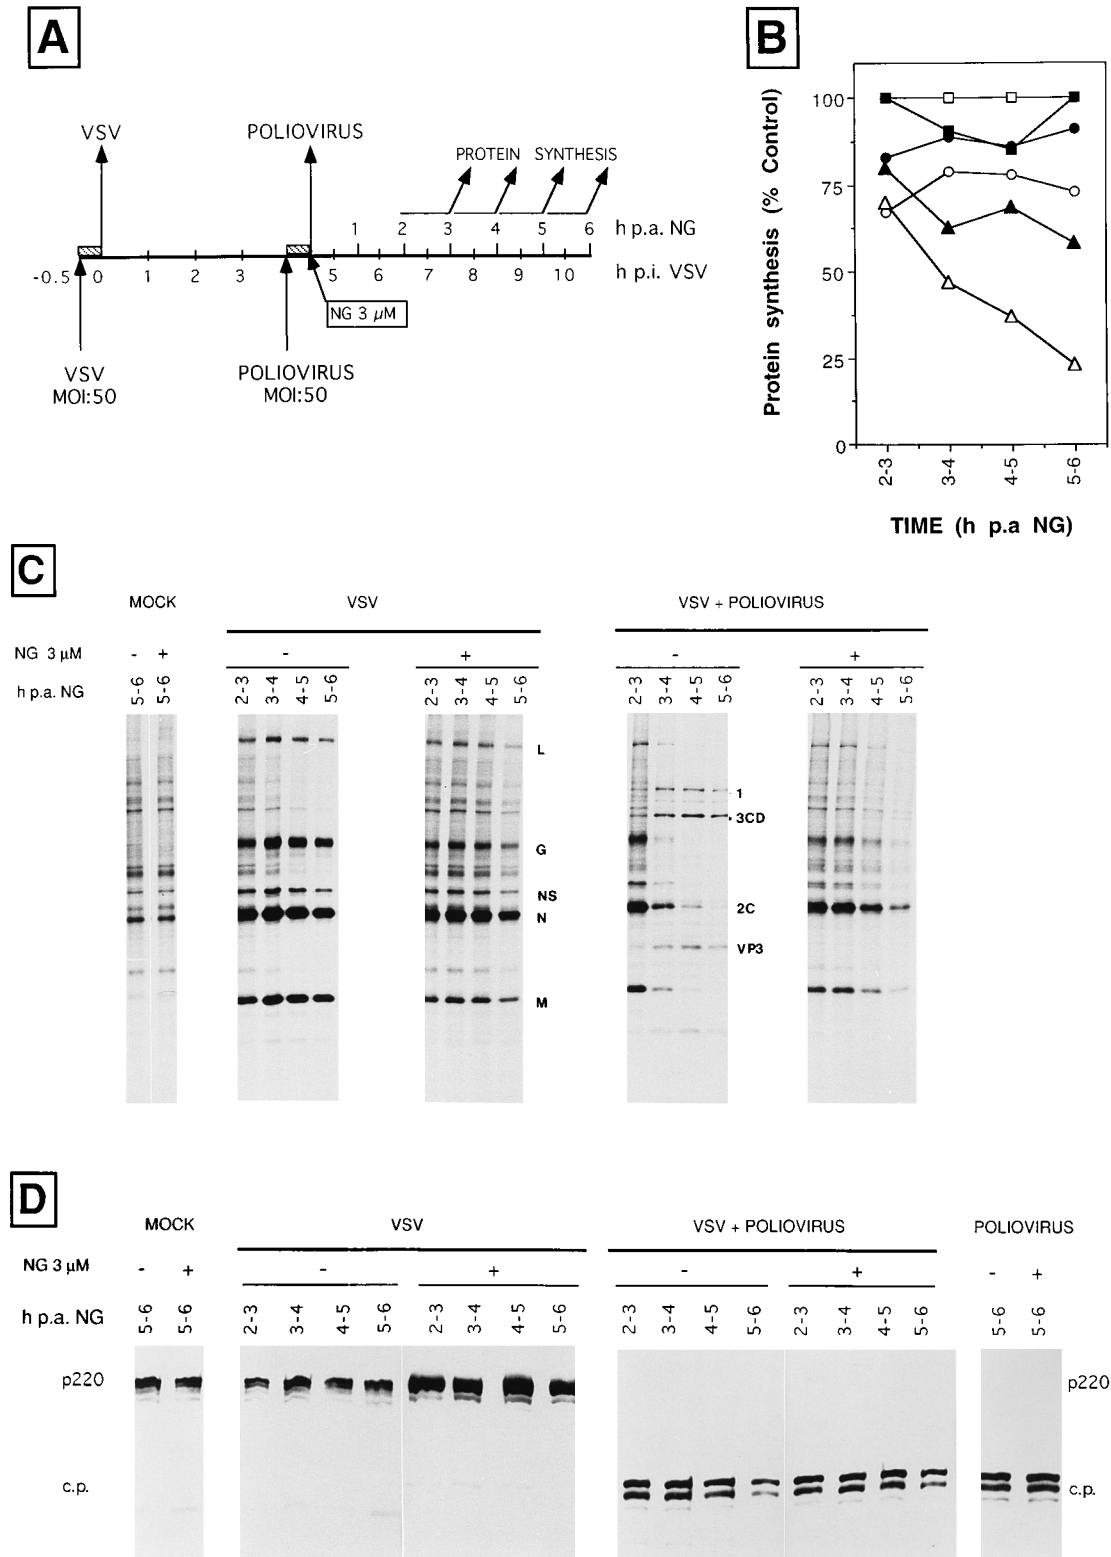 A
VSV
POLIOVIRUS
PROTEIN SYNTHESIS
1 2 3 4 5 6 h p.a. NG
-0.5 0 1 2 3 5 6 7 8 9 10 h p.i. VSV
NG 3 µM
VSV
MOI:50
POLIOVIRUS
MOI:50
B
Protein synthesis (% Control)
100
75
50
25
0
2-3 3-4 4-5 5-6
TIME (h p.a NG)
C
MOCK VSV VSV + POLIOVIRUS
NG 3 µM - + - + - +
h p.a. NG 5-6 5-6 2-3 3-4 4-5 5-6 2-3 3-4 4-5 5-6 2-3 3-4 4-5 5-6 2-3 3-4 4-5 5-6
L
G
NS
N
M
1
3CD
2C
VP3
D
MOCK VSV VSV + POLIOVIRUS POLIOVIRUS
NG 3 µM - + - + - + - +
h p.a. NG 5-6 5-6 2-3 3-4 4-5 5-6 2-3 3-4 4-5 5-6 2-3 3-4 4-5 5-6 2-3 3-4 4-5 5-6 5-6 5-6
p220 p220
c.p. c.p.